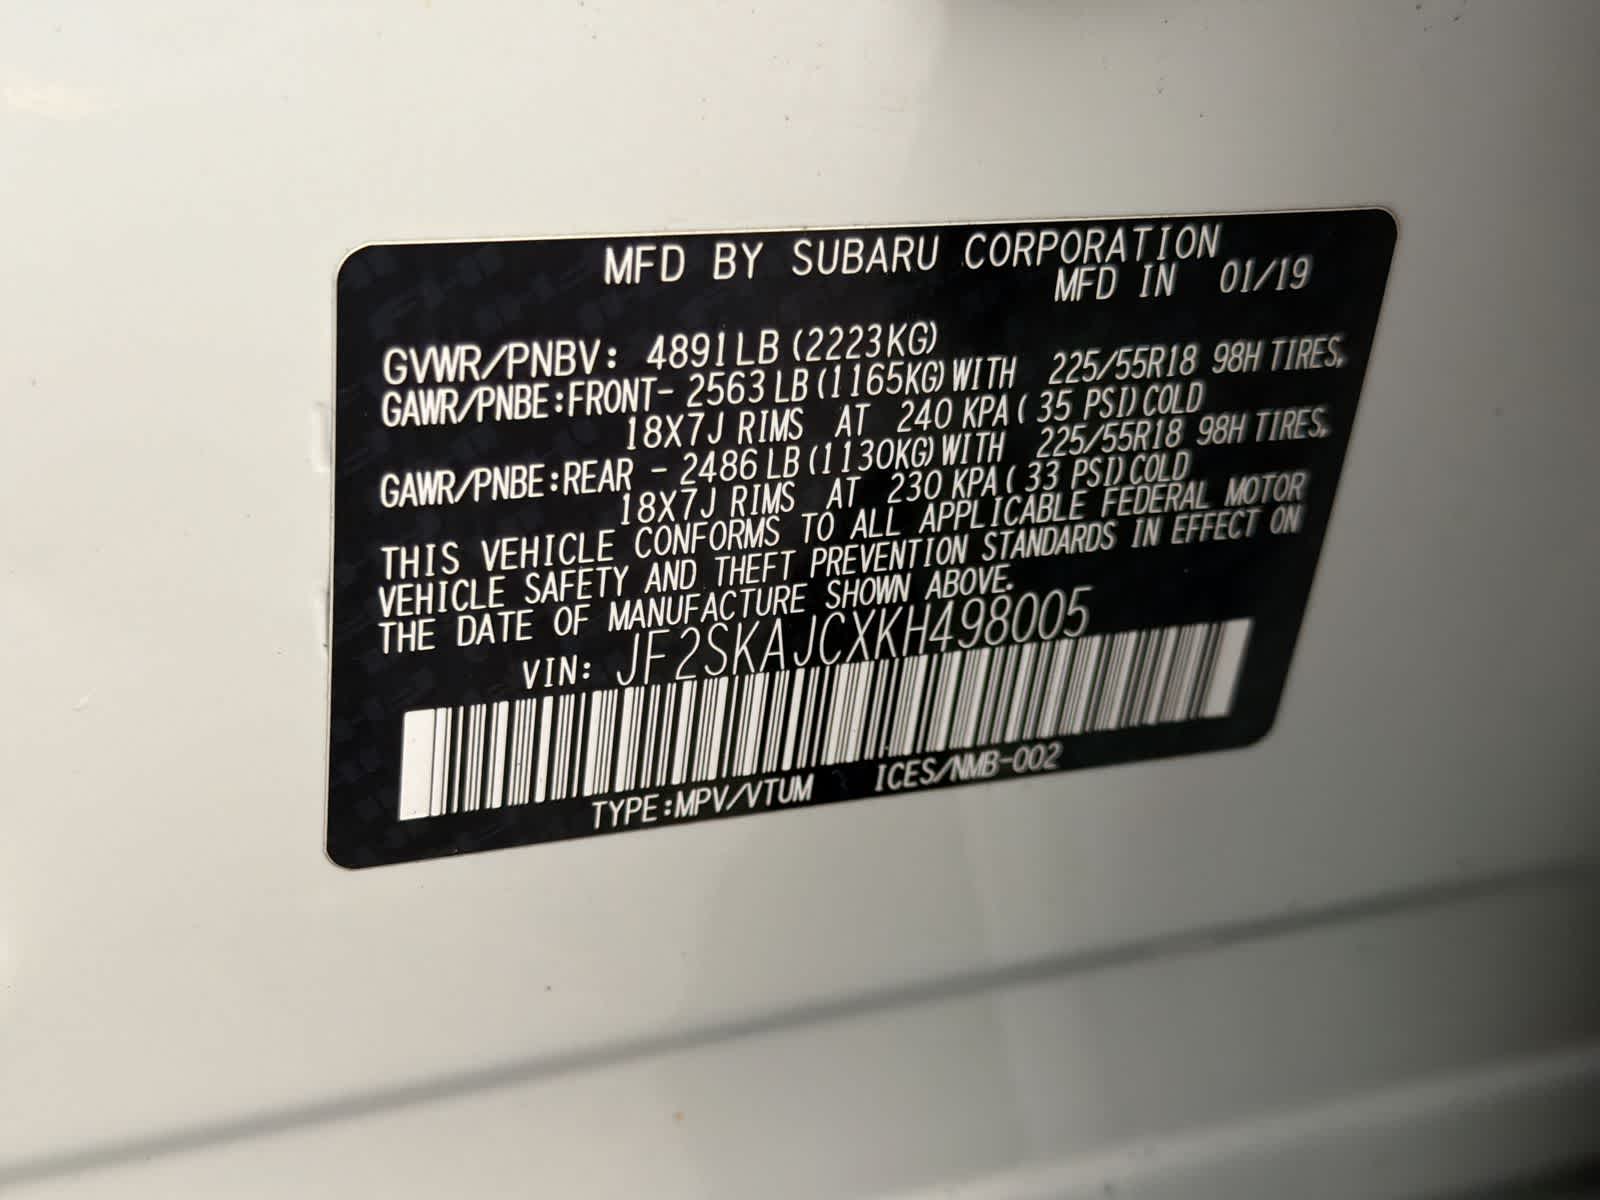 MFD BY SUBARU CORPORATION
MFD IN 01/19
GVWR/PNBV: 4891LB (2223KG)
GAWR/PNBE:FRONT- 2563 LB (1165KG) WITH 225/55R18 98H TIRES,
18X7J RIMS AT 240 KPA ( 35 PSI) COLD
GAWR/PNBE:REAR - 2486 LB (1130KG) WITH 225/55R18 98H TIRES,
18X7J RIMS AT 230 KPA ( 33 PSI) COLD
THIS VEHICLE CONFORMS TO ALL APPLICABLE FEDERAL MOTOR
VEHICLE SAFETY AND THEFT PREVENTION STANDARDS IN EFFECT ON
THE DATE OF MANUFACTURE SHOWN ABOVE.
VIN: JF2SKAJCXKH498005
TYPE:MPV/VTUM ICES/NMB-002